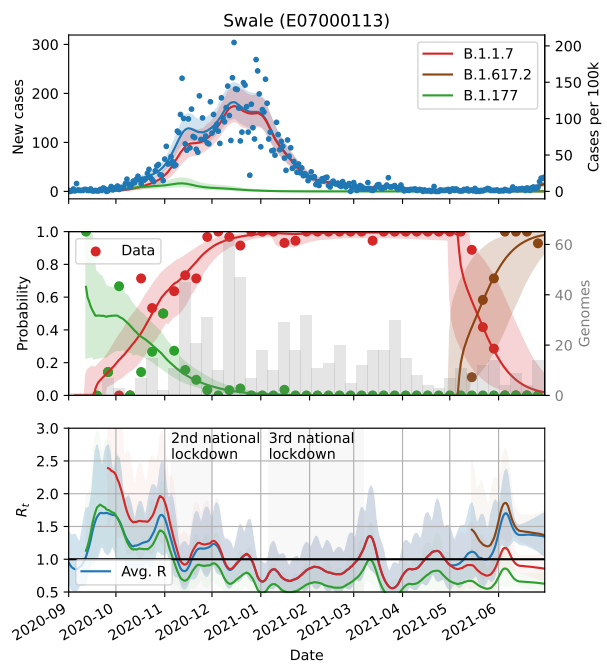 Swale (E07000113)
300
200
100
0
New cases
200
150
100
50
0
Cases per 100k
B.1.1.7
B.1.617.2
B.1.177
1.0
0.8
0.6
0.4
0.2
0.0
Probability
Data
60
40
20
0
Genomes
3.0
2.5
2.0
1.5
1.0
0.5
Rt
2nd national
lockdown
3rd national
lockdown
Avg. R
2020-09
2020-10
2020-11
2020-12
2021-01
2021-02
2021-03
2021-04
2021-05
2021-06
Date